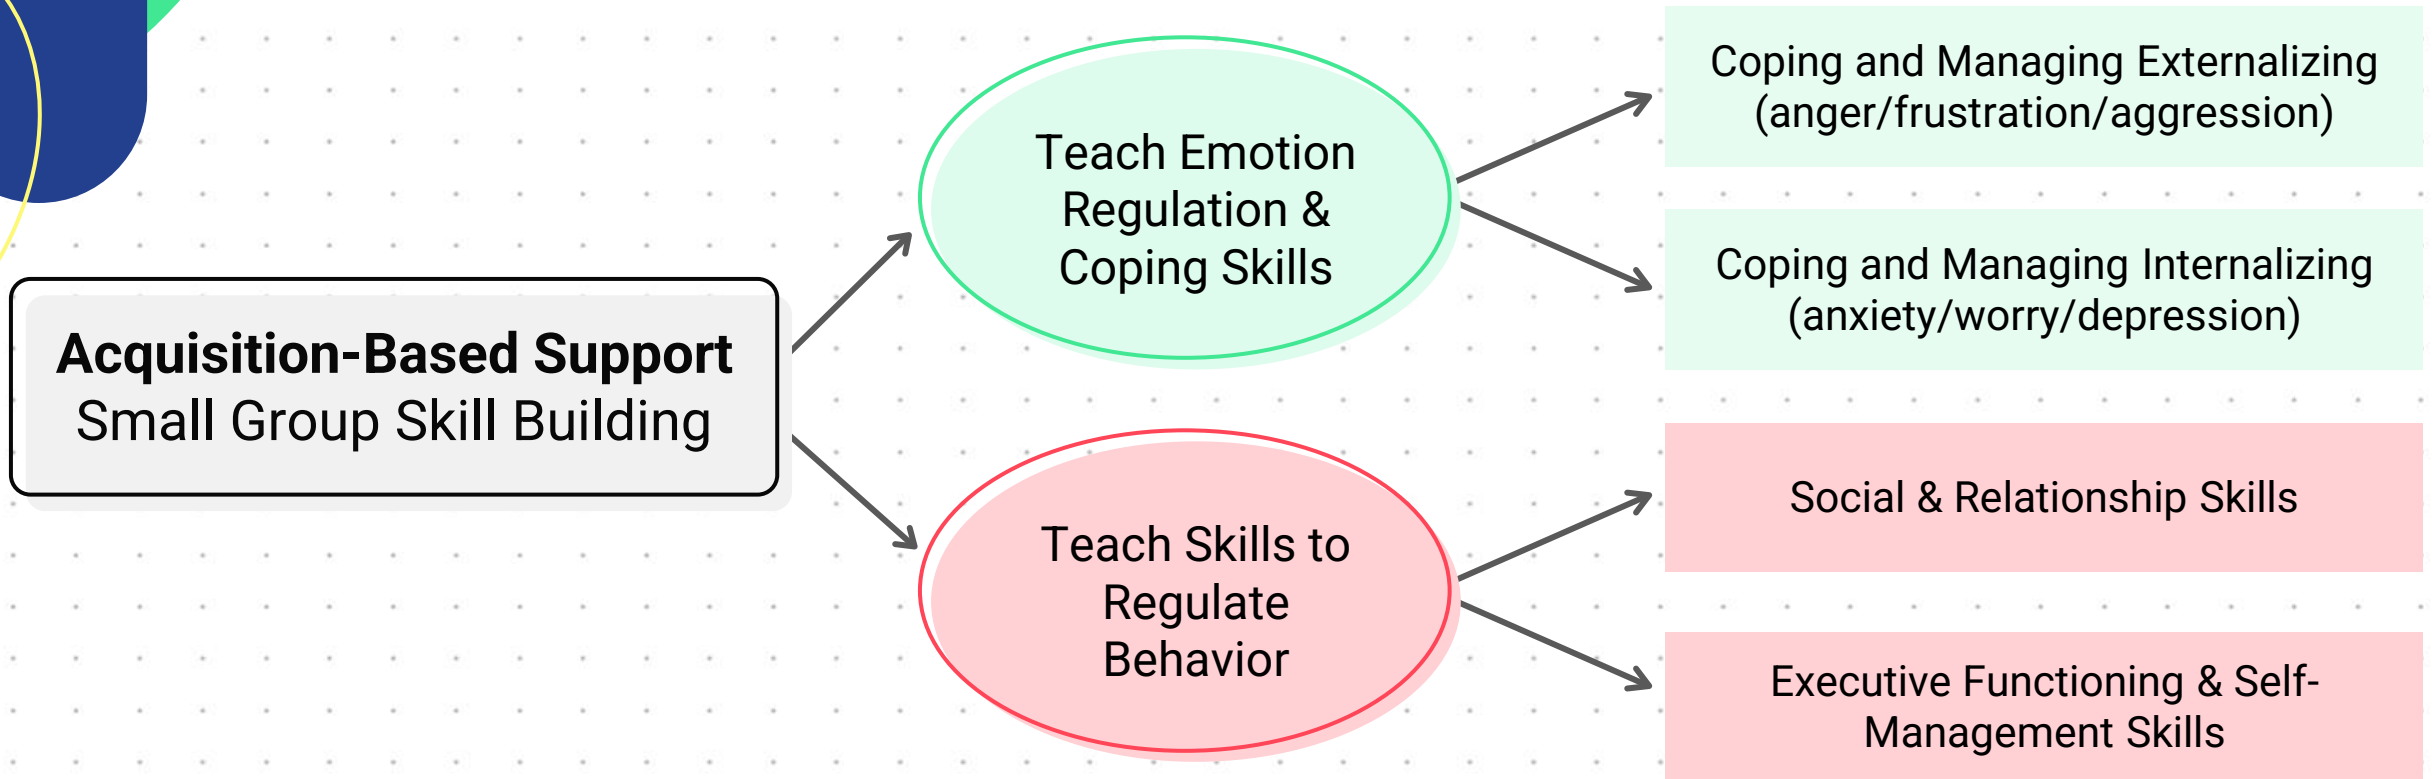 Acquisition-Based Support
Small Group Skill Building
Teach Emotion
Regulation &
Coping Skills
Coping and Managing Externalizing
(anger/frustration/aggression)
Coping and Managing Internalizing
(anxiety/worry/depression)
Teach Skills to
Regulate
Behavior
Social & Relationship Skills
Executive Functioning & Self-
Management Skills